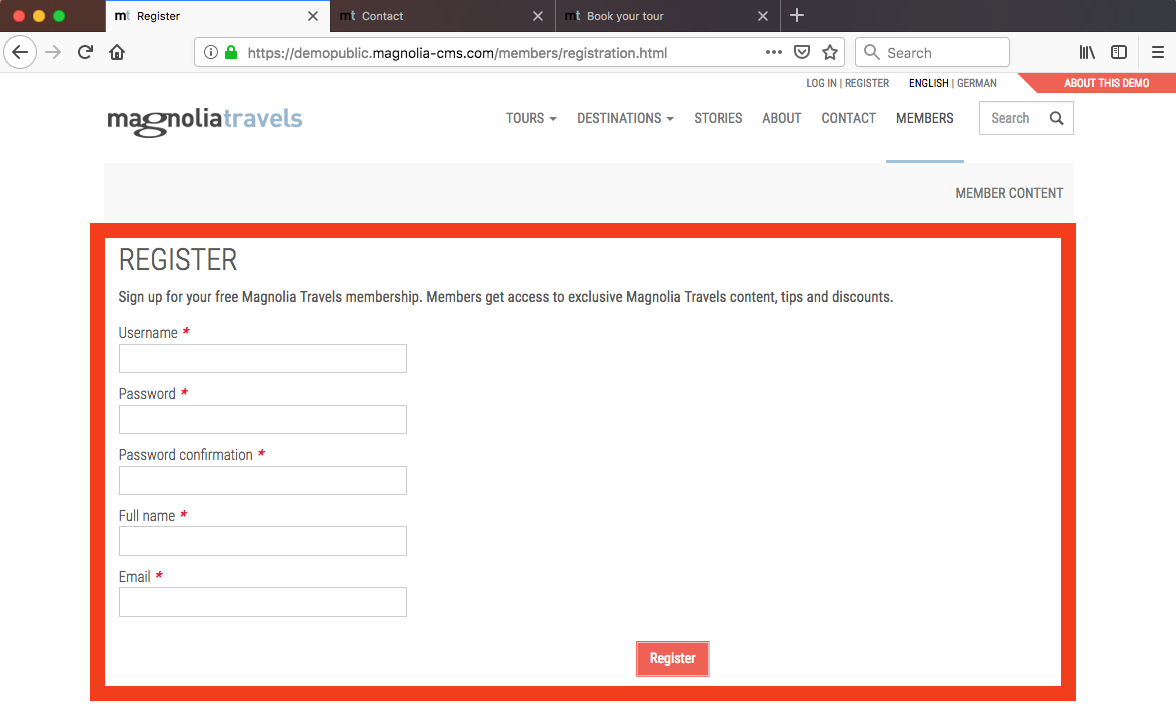 mt Register
mt Contact
mt Book your tour
https://demopublic.magnolia-cms.com/members/registration.html
Search
LOG IN | REGISTER ENGLISH | GERMAN ABOUT THIS DEMO
magnoliatravels
TOURS DESTINATIONS STORIES ABOUT CONTACT MEMBERS Search
MEMBER CONTENT
REGISTER
Sign up for your free Magnolia Travels membership. Members get access to exclusive Magnolia Travels content, tips and discounts.
Username *
Password *
Password confirmation *
Full name *
Email *
Register